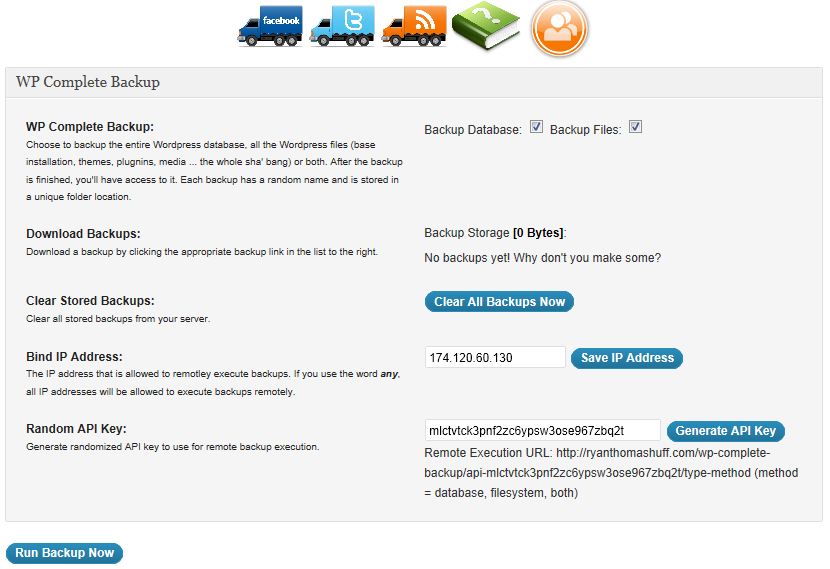 facebook
WP Complete Backup
WP Complete Backup:
Backup Database: Backup Files:
Choose to backup the entire Wordpress database, all the Wordpress files (base
installation, themes, plugnins, media ... the whole sha' bang) or both. After the backup
is finished, you'll have access to it. Each backup has a random name and is stored in
a unique folder location.
Download Backups:
Download a backup by clicking the appropriate backup link in the list to the right.
Backup Storage [0 Bytes]:
No backups yet! Why don't you make some?
Clear Stored Backups:
Clear all stored backups from your server.
Clear All Backups Now
Bind IP Address:
The IP address that is allowed to remotley execute backups. If you use the word any,
all IP addresses will be allowed to execute backups remotely.
174.120.60.130
Save IP Address
Random API Key:
Generate randomized API key to use for remote backup execution.
mlctvtck3pnf2zc6ypsw3ose967zbq2t
Generate API Key
Remote Execution URL: http://ryanthomashuff.com/wp-complete-
backup/api-mlctvtck3pnf2zc6ypsw3ose967zbq2t/type-method (method
= database, filesystem, both)
Run Backup Now